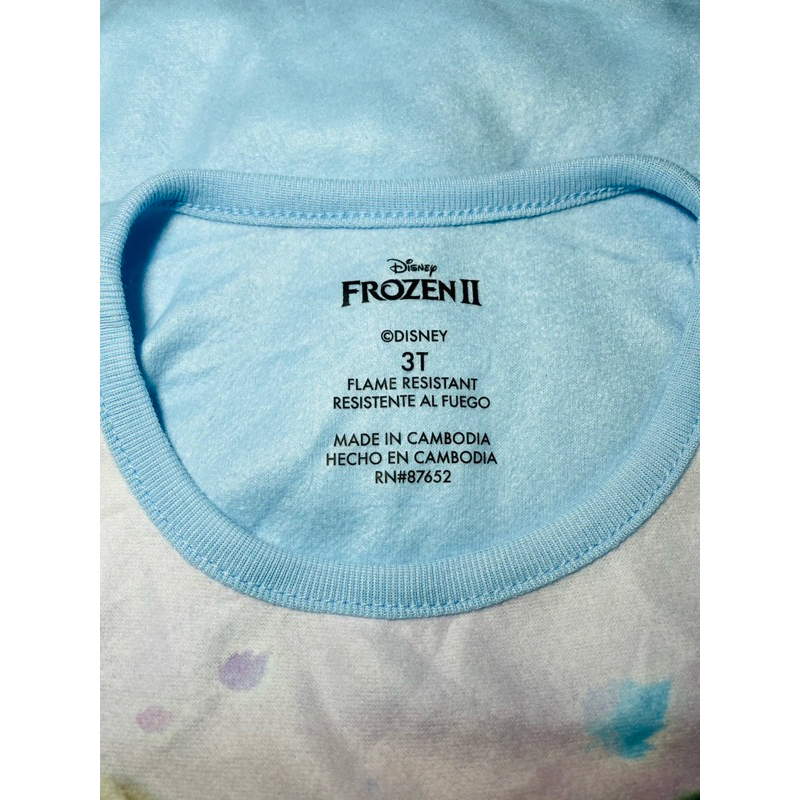 Disney
FROZEN II
©DISNEY
3T
FLAME RESISTANT
RESISTENTE AL FUEGO
MADE IN CAMBODIA
HECHO EN CAMBODIA
RN#87652